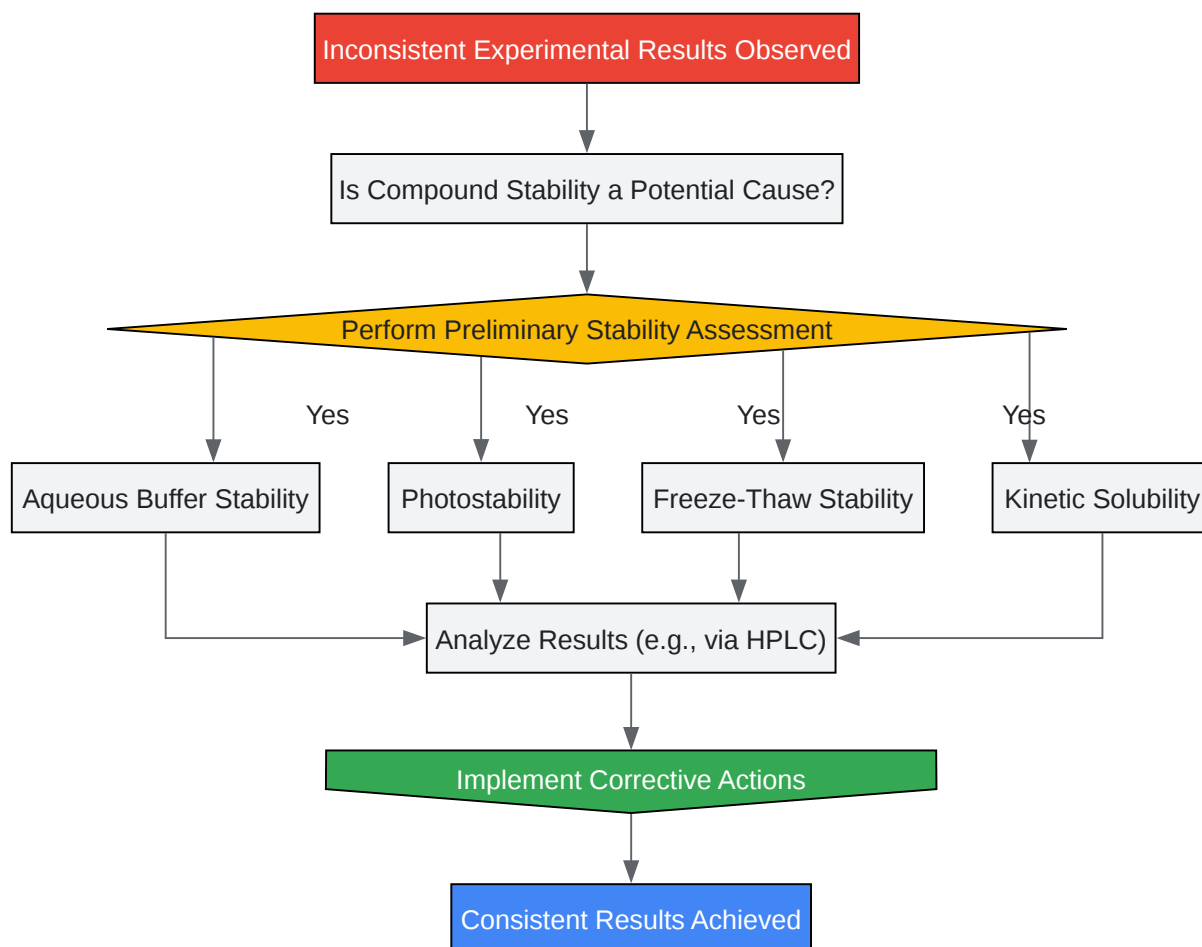 Inconsistent Experimental Results Observed
Is Compound Stability a Potential Cause?
Perform Preliminary Stability Assessment
Yes
Yes
Yes
Yes
Aqueous Buffer Stability
Photostability
Freeze-Thaw Stability
Kinetic Solubility
Analyze Results (e.g., via HPLC)
Implement Corrective Actions
Consistent Results Achieved